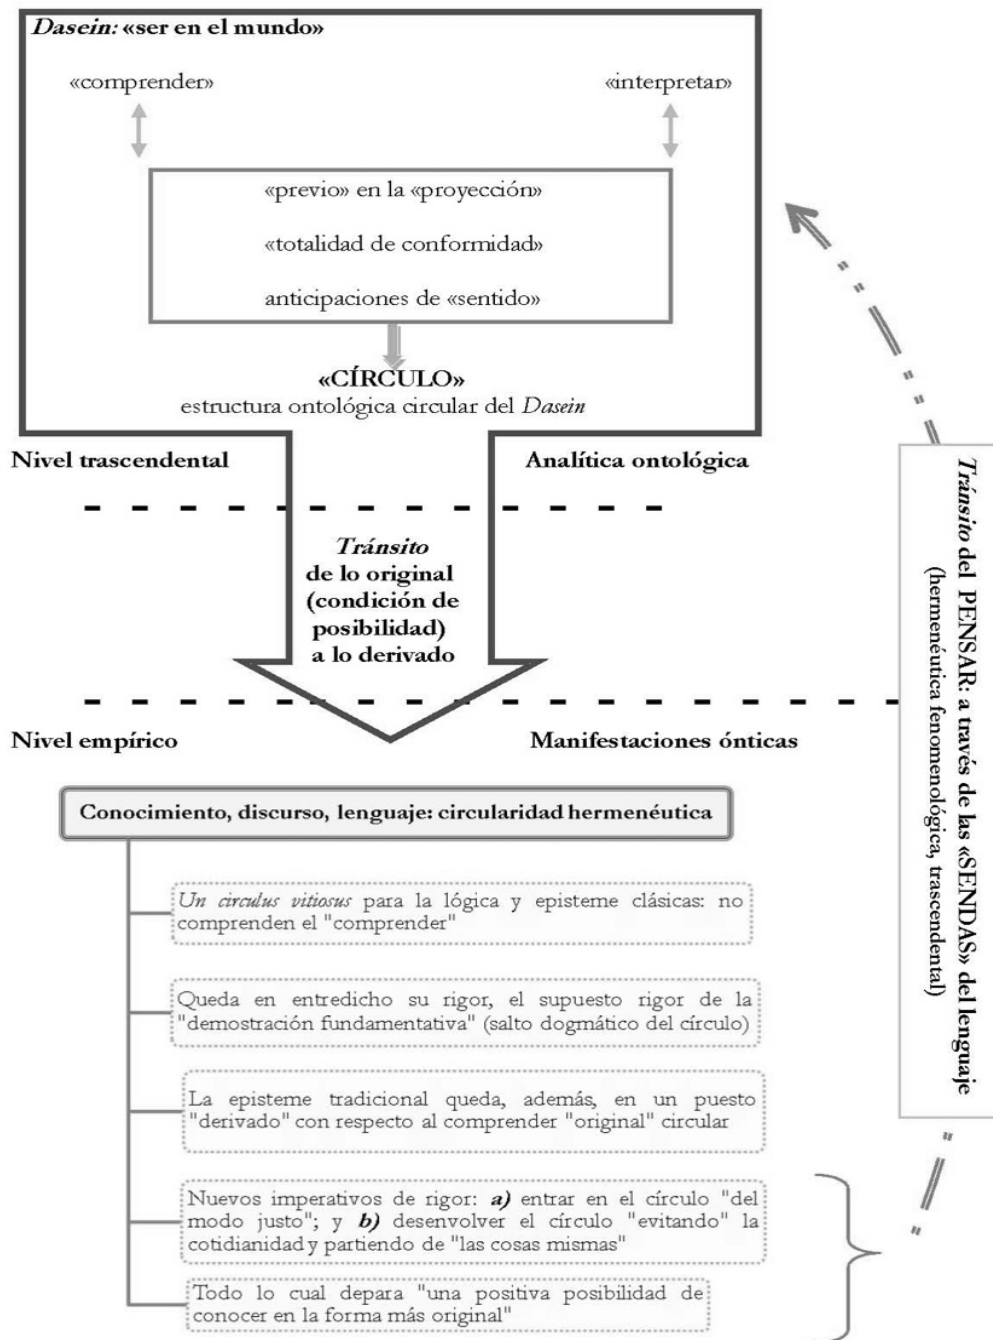 Dasein: «ser en el mundo»
«comprender»
«interpretar»
«previo» en la «proyección»
«totalidad de conformidad»
anticipaciones de «sentido»
«CÍRCULO»
estructura ontológica circular del Dasein
Nivel trascendental
Analítica ontológica
Tránsito
de lo original
(condición de
posibilidad)
a lo derivado
Nivel empírico
Manifestaciones ónticas
Conocimiento, discurso, lenguaje: circularidad hermenéutica
Un circulus vitiosus para la lógica y episteme clásicas: no
comprenden el "comprender"
Queda en entredicho su rigor, el supuesto rigor de la
"demostración fundamentativa" (salto dogmático del círculo)
La episteme tradicional queda, además, en un puesto
"derivado" con respecto al comprender "original" circular
Nuevos imperativos de rigor: a) entrar en el círculo "del
modo justo"; y b) desenvolver el círculo "evitando" la
cotidianidad y partiendo de "las cosas mismas"
Todo lo cual depara "una positiva posibilidad de
conocer en la forma más original"
Tránsito del PENSAR: a través de las «SENDAS» del lenguaje
(hermenéutica fenomenológica, trascendental)